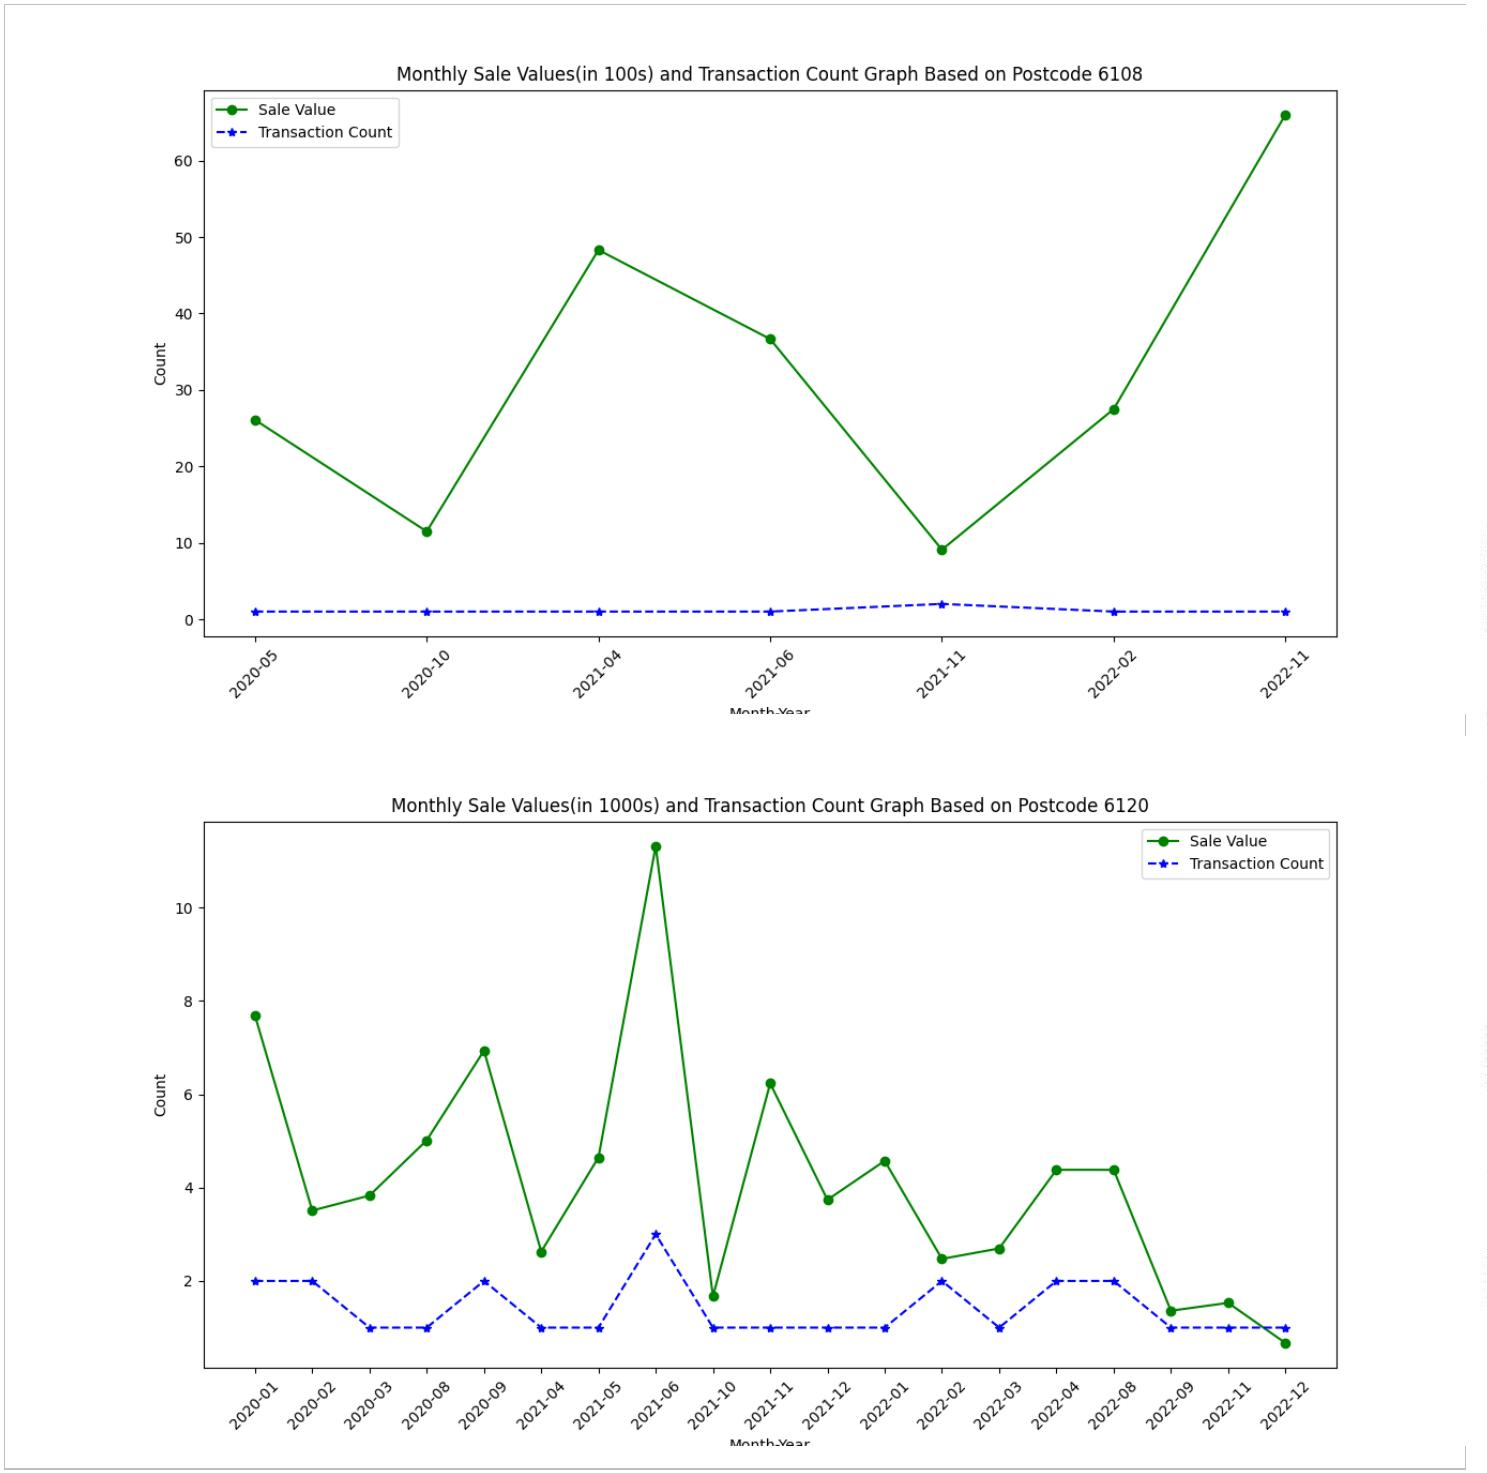 Monthly Sale Values(in 100s) and Transaction Count Graph Based on Postcode 6108
Sale Value
Transaction Count
60
50
40
30
20
10
0
Count
2020-05 2020-10 2021-04 2021-06 2021-11 2022-02 2022-11
Month-Year
Monthly Sale Values(in 1000s) and Transaction Count Graph Based on Postcode 6120
Sale Value
Transaction Count
10
8
6
4
2
Count
2020-01 2020-02 2020-03 2020-08 2020-09 2021-04 2021-05 2021-06 2021-10 2021-11 2021-12 2022-01 2022-02 2022-03 2022-04 2022-08 2022-09 2022-11 2022-12
Month-Year